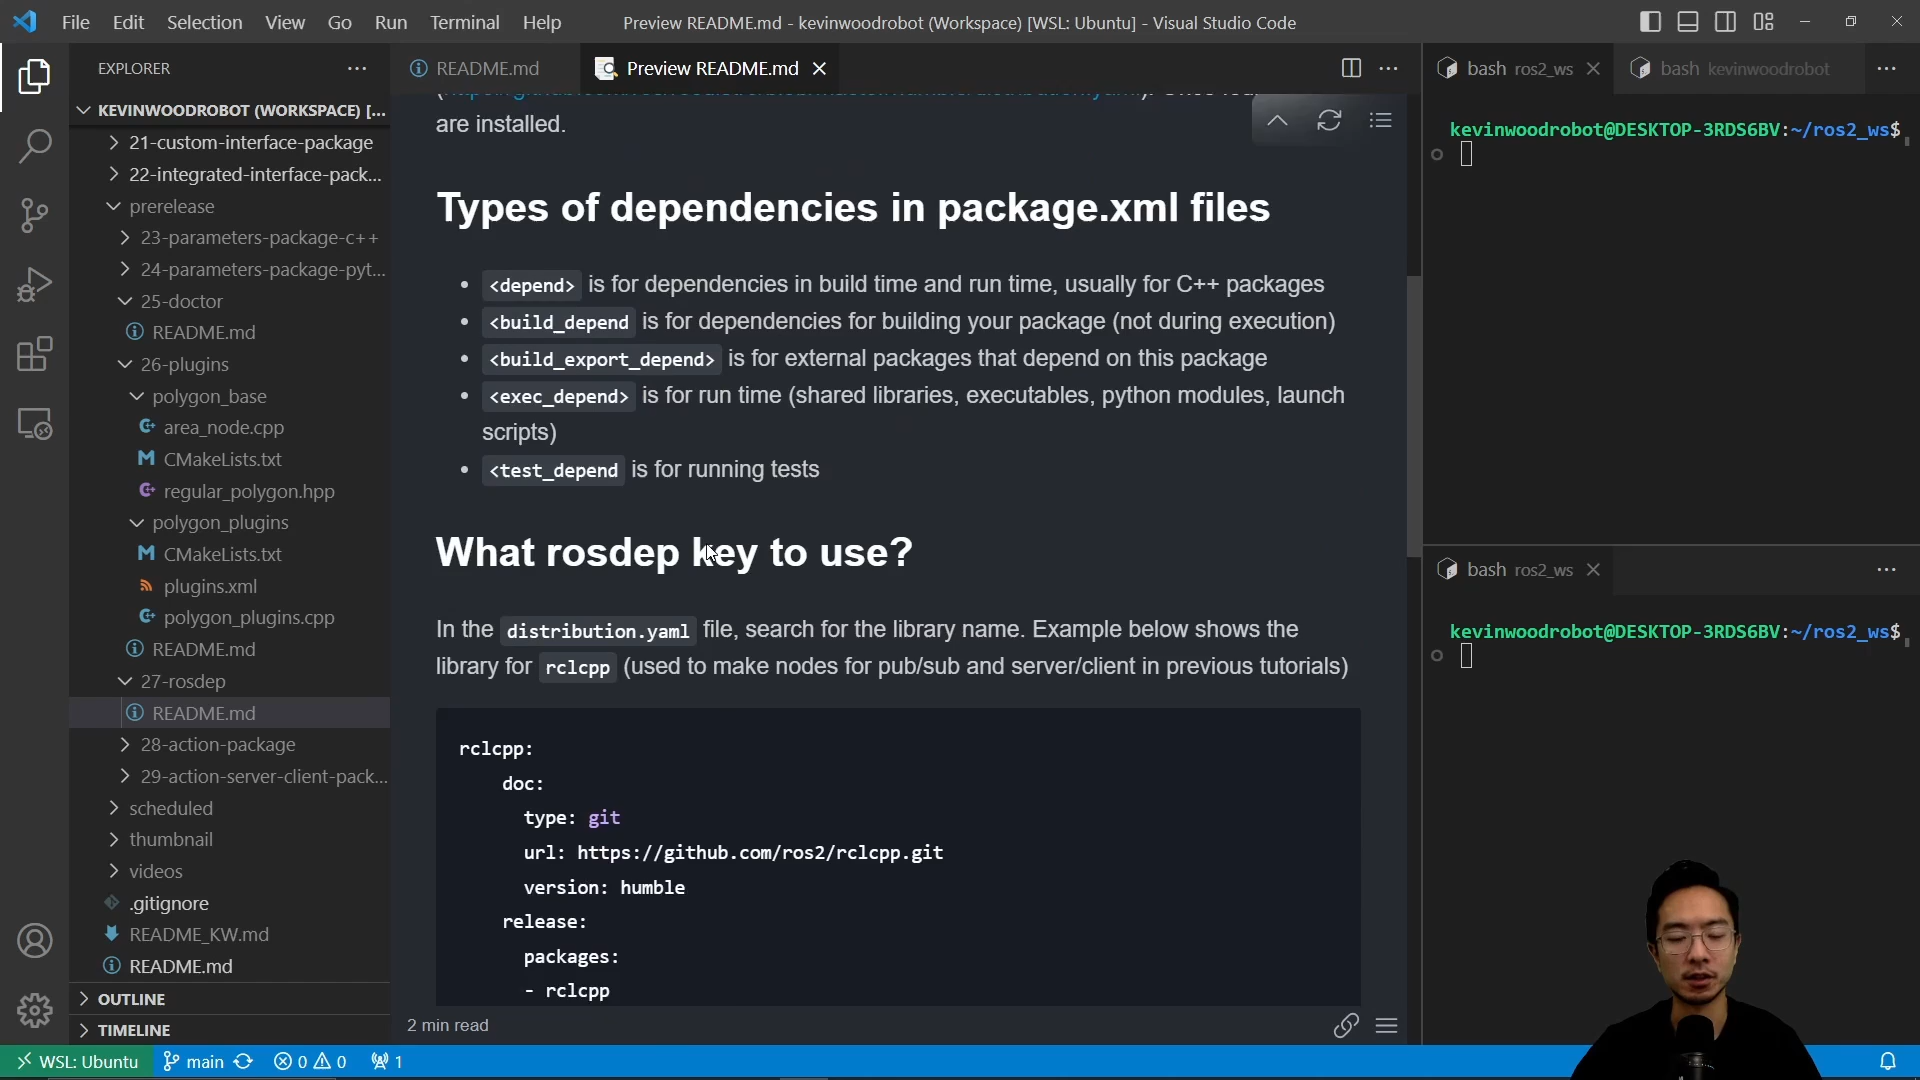 File Edit Selection View Go Run Terminal Help
Preview README.md - kevinwoodrobot (Workspace) [WSL: Ubuntu] - Visual Studio Code
EXPLORER
KEVINWOODROBOT (WORKSPACE) [...
21-custom-interface-package
22-integrated-interface-pack...
prerelease
23-parameters-package-c++
24-parameters-package-pyt...
25-doctor
README.md
26-plugins
polygon_base
area_node.cpp
CMakeLists.txt
regular_polygon.hpp
polygon_plugins
CMakeLists.txt
plugins.xml
polygon_plugins.cpp
README.md
27-rosdep
README.md
28-action-package
29-action-server-client-pack...
scheduled
thumbnail
videos
.gitignore
README_KW.md
README.md
OUTLINE
TIMELINE
README.md
Preview README.md
are installed.
Types of dependencies in package.xml files
• <depend> is for dependencies in build time and run time, usually for C++ packages
• <build_depend is for dependencies for building your package (not during execution)
• <build_export_depend> is for external packages that depend on this package
• <exec_depend> is for run time (shared libraries, executables, python modules, launch
scripts)
• <test_depend is for running tests
What rosdep key to use?
In the distribution.yaml file, search for the library name. Example below shows the
library for rclcpp (used to make nodes for pub/sub and server/client in previous tutorials)
rclcpp:
doc:
type: git
url: https://github.com/ros2/rclcpp.git
version: humble
release:
packages:
- rclcpp
2 min read
bash ros2_ws
bash kevinwoodrobot
kevinwoodrobot@DESKTOP-3RDS6BV:~/ros2_ws$
bash ros2_ws
kevinwoodrobot@DESKTOP-3RDS6BV:~/ros2_ws$
WSL: Ubuntu main 0 0 1